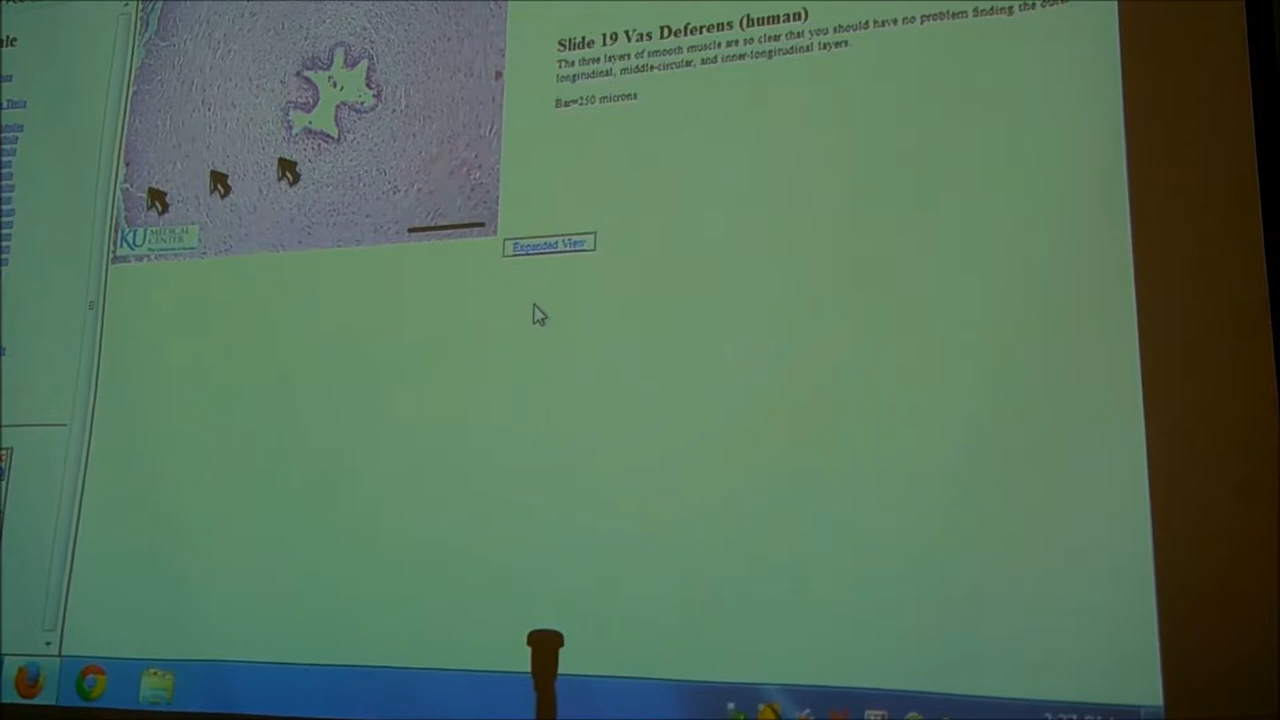 Slide 19 Vas Deferens (human)
The three layers of smooth muscle are so clear that you should have no problem finding the
longitudinal, middle-circular, and inner-longitudinal layers.
Bar=250 microns
KU MEDICAL
CENTER
Expanded View